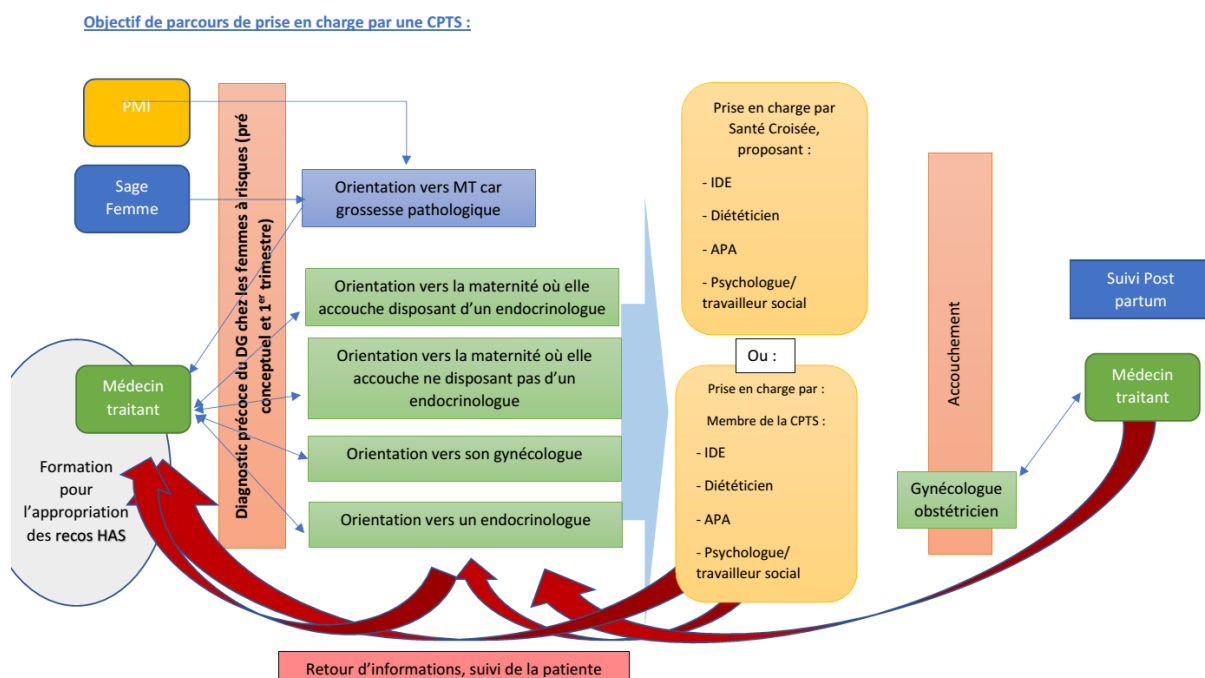 Objectif de parcours de prise en charge par une CPTS :
PMI
Sage
Femme
Médecin
traitant
Formation
pour
l'appropriation
des recos HAS
Diagnostic précoce du DG chez les femmes à risques (pré
conceptuel et 1er trimestre)
Orientation vers MT car
grossesse pathologique
Orientation vers la maternité où elle
accouche disposant d'un endocrinologue
Orientation vers la maternité où elle
accouche ne disposant pas d'un
endocrinologue
Orientation vers son gynécologue
Orientation vers un endocrinologue
Prise en charge par
Santé Croisée,
proposant :
- IDE
- Diététicien
- APA
- Psychologue/
travailleur social
Ou :
Prise en charge par :
Membre de la CPTS :
- IDE
- Diététicien
- APA
- Psychologue/
travailleur social
Accouchement
Gynécologue
obstétricien
Suivi Post
partum
Médecin
traitant
Retour d'informations, suivi de la patiente